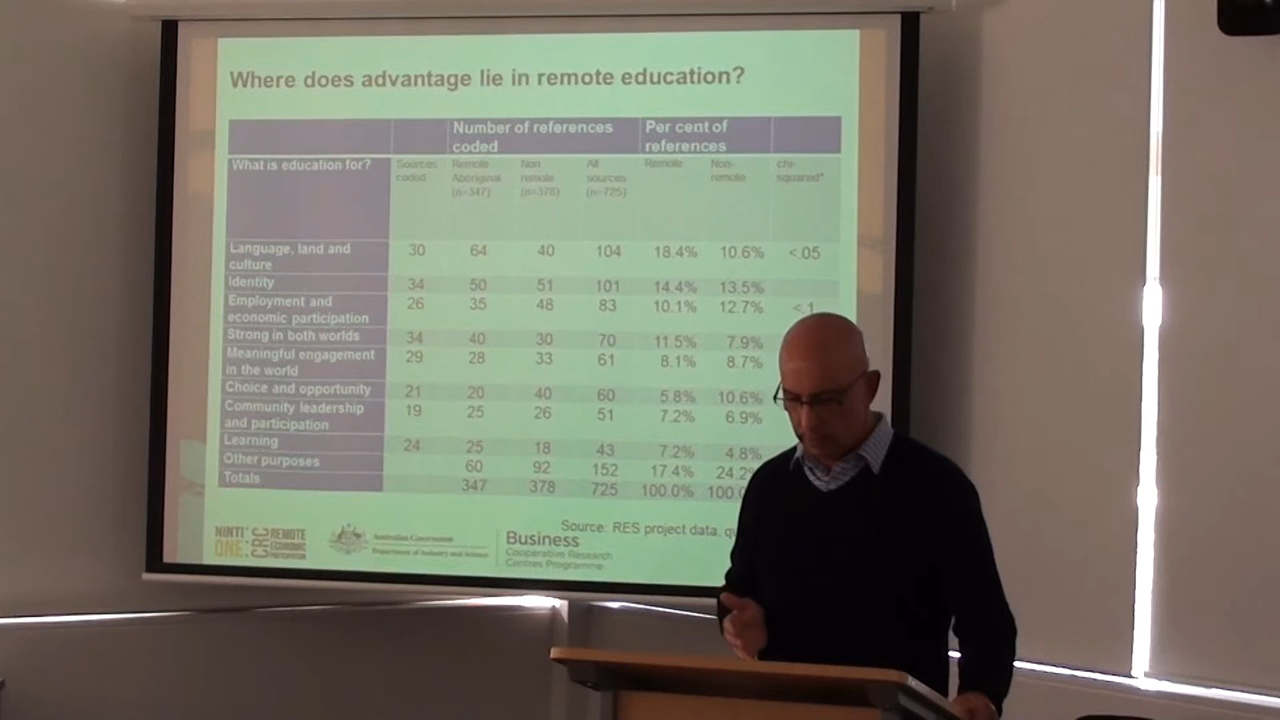 Where does advantage lie in remote education?
Number of references coded
Per cent of references
What is education for?
Sources coded
Remote Aboriginal (n=347)
Non remote (n=378)
All sources (n=725)
Remote
Non-remote
chi-squared*
Language, land and culture 30 64 40 104 18.4% 10.6% <.05
Identity 34 50 51 101 14.4% 13.5%
Employment and economic participation 26 35 48 83 10.1% 12.7% <.1
Strong in both worlds 34 40 30 70 11.5% 7.9%
Meaningful engagement in the world 29 28 33 61 8.1% 8.7%
Choice and opportunity 21 20 40 60 5.8% 10.6%
Community leadership and participation 19 25 26 51 7.2% 6.9%
Learning 24 25 18 43 7.2% 4.8%
Other purposes 60 92 152 17.4% 24.2%
Totals 347 378 725 100.0% 100.0
Source: RES project data, qu
NINTI ONE:
CRC REMOTE ECONOMIC PARTICIPATION
Australian Government
Department of Industry and Science
Business
Cooperative Research
Centres Programme